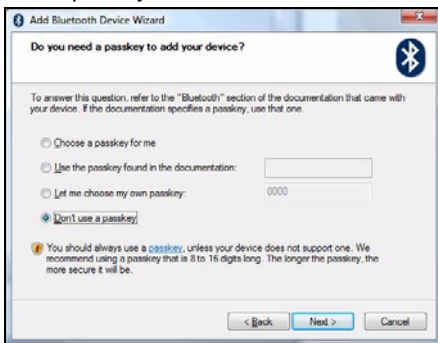 Add Bluetooth Device Wizard
Do you need a passkey to add your device?
To answer this question, refer to the "Bluetooth" section of the documentation that came with
your device. If the documentation specifies a passkey, use that one.
Choose a passkey for me
Use the passkey found in the documentation:
Let me choose my own passkey: 0000
Don't use a passkey
You should always use a passkey, unless your device does not support one. We
recommend using a passkey that is 8 to 16 digits long. The longer the passkey, the
more secure it will be.
< Back Next > Cancel